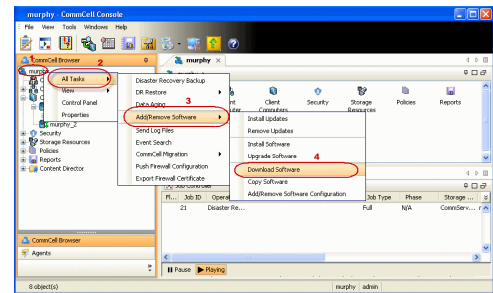 murphy - CommCell Console
File View Tools Windows Help
CommCell Browser
murphy
1
2
All Tasks
View
Control Panel
Properties
murphy_2
Security
Storage Resources
Policies
Reports
Content Director
Disaster Recovery Backup
DR Restore
Data Aging
3
Add/Remove Software
Send Log Files
Event Search
CommCell Migration
Push Firewall Configuration
Export Firewall Certificate
Install Updates
Remove Updates
Install Software
Upgrade Software
4
Download Software
Copy Software
Add/Remove Software Configuration
Client
Computers
Security
Storage
Resources
Policies
Reports
Job Controller
Fl... Job ID Operat
Job Type Phase Storage ...
21 Disaster Re...
Full N/A CommServ...
CommCell Browser
Agents
Pause Playing
8 object(s)
murphy admin